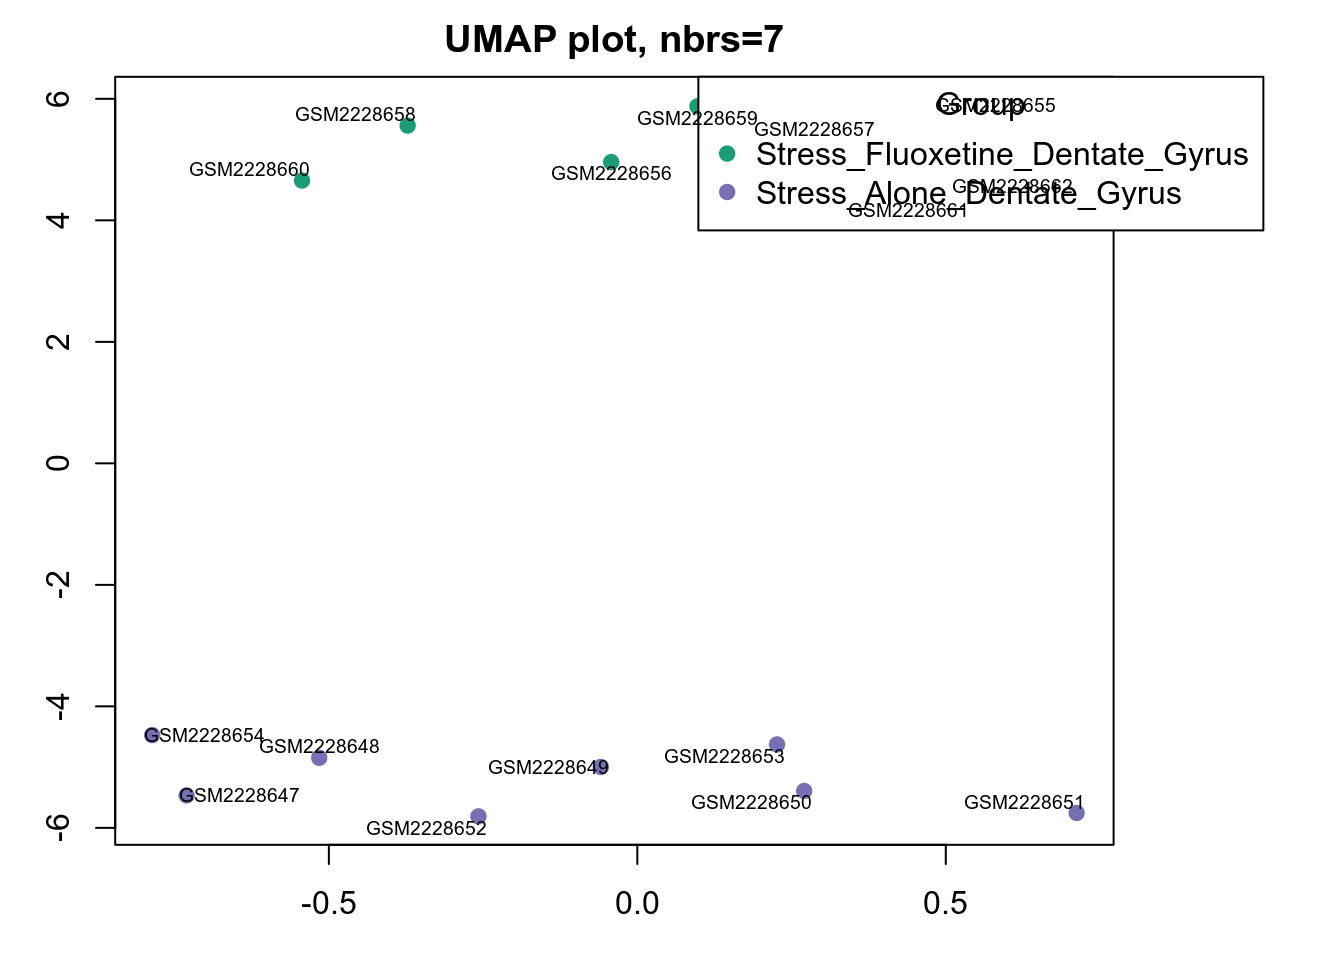 UMAP plot, nbrs=7
6
4
2
0
-2
-4
-6
GSM2228658
GSM2228659
GSM2228660
GSM2228656
Group
GSM2228655
GSM2228657
Stress_Fluoxetine_Dentate_Gyrus
GSM2228662
Stress_Alone_Dentate_Gyrus
GSM2228661
GSM2228654
GSM2228648
GSM2228649
GSM2228653
GSM2228647
GSM2228652
GSM2228650
GSM2228651
-0.5
0.0
0.5